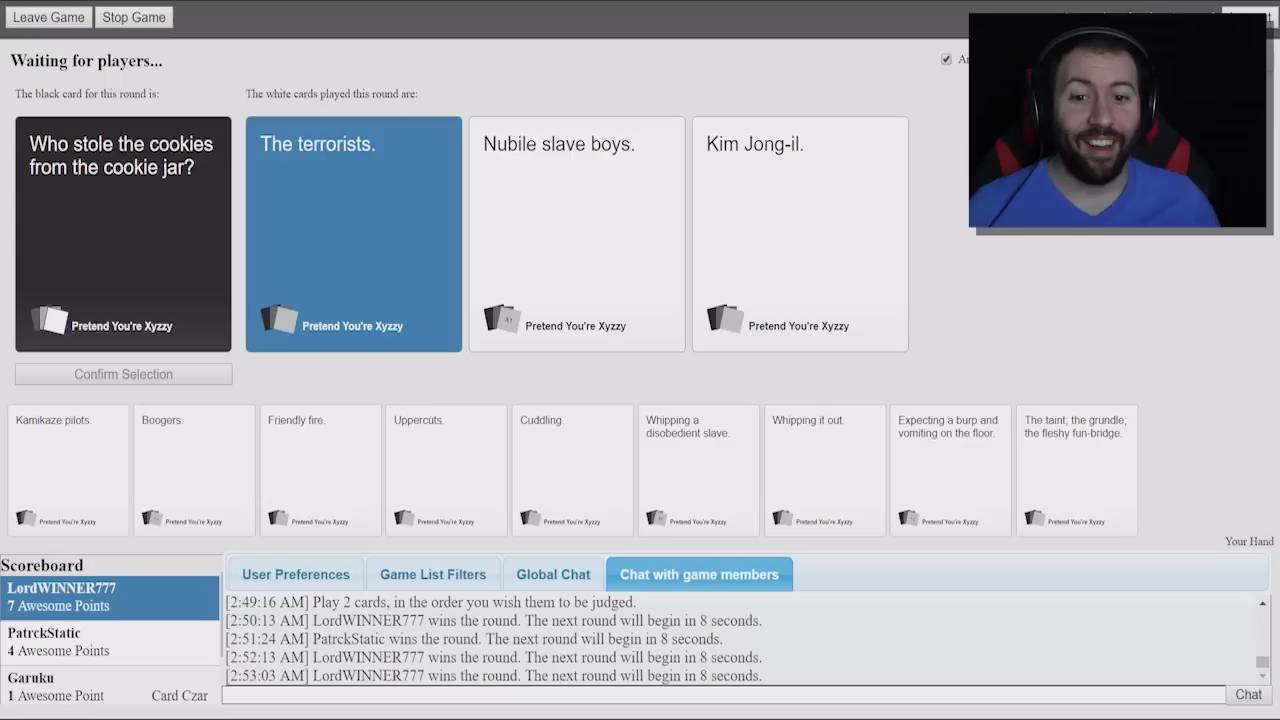 Leave Game
Stop Game
Waiting for players...
The black card for this round is:
The white cards played this round are:
Who stole the cookies
from the cookie jar?
Pretend You're Xyzzy
The terrorists.
Pretend You're Xyzzy
Nubile slave boys.
Pretend You're Xyzzy
Kim Jong-il.
Pretend You're Xyzzy
Confirm Selection
Kamikaze pilots.
Pretend You're Xyzzy
Boogers.
Pretend You're Xyzzy
Friendly fire.
Pretend You're Xyzzy
Uppercuts.
Pretend You're Xyzzy
Cuddling.
Pretend You're Xyzzy
Whipping a
disobedient slave.
Pretend You're Xyzzy
Whipping it out.
Pretend You're Xyzzy
Expecting a burp and
vomiting on the floor.
Pretend You're Xyzzy
The taint; the grundle;
the fleshy fun-bridge.
Pretend You're Xyzzy
Your Hand
Scoreboard
LordWINNER777
7 Awesome Points
PatrckStatic
4 Awesome Points
Garuku
1 Awesome Point Card Czar
User Preferences
Game List Filters
Global Chat
Chat with game members
[2:49:16 AM] Play 2 cards, in the order you wish them to be judged.
[2:50:13 AM] LordWINNER777 wins the round. The next round will begin in 8 seconds.
[2:51:24 AM] PatrckStatic wins the round. The next round will begin in 8 seconds.
[2:52:13 AM] LordWINNER777 wins the round. The next round will begin in 8 seconds.
[2:53:03 AM] LordWINNER777 wins the round. The next round will begin in 8 seconds.
Chat